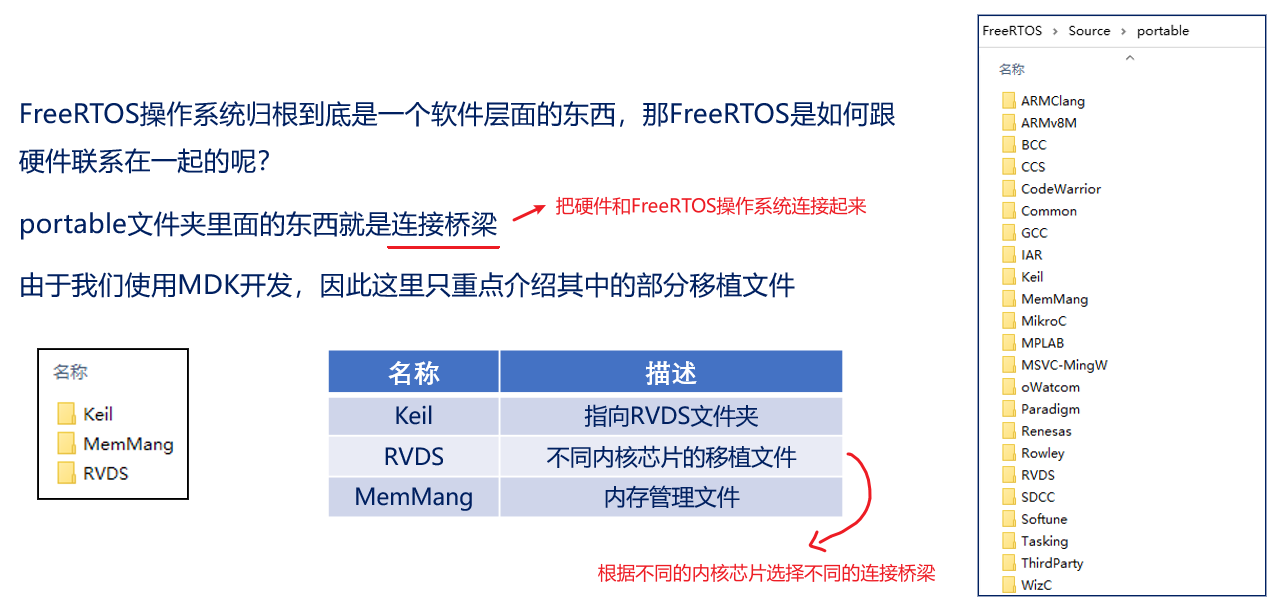 FreeRTOS操作系统归根到底是一个软件层面的东西，那FreeRTOS是如何跟
硬件联系在一起的呢？
portable文件夹里面的东西就是连接桥梁
把硬件和FreeRTOS操作系统连接起来
由于我们使用MDK开发，因此这里只重点介绍其中的部分移植文件
名称
Keil
MemMang
RVDS
名称 描述
Keil 指向RVDS文件夹
RVDS 不同内核芯片的移植文件
MemMang 内存管理文件
根据不同的内核芯片选择不同的连接桥梁
FreeRTOS › Source › portable
名称
ARMClang
ARMv8M
BCC
CCS
CodeWarrior
Common
GCC
IAR
Keil
MemMang
MikroC
MPLAB
MSVC-MingW
oWatcom
Paradigm
Renesas
Rowley
RVDS
SDCC
Softune
Tasking
ThirdParty
WizC